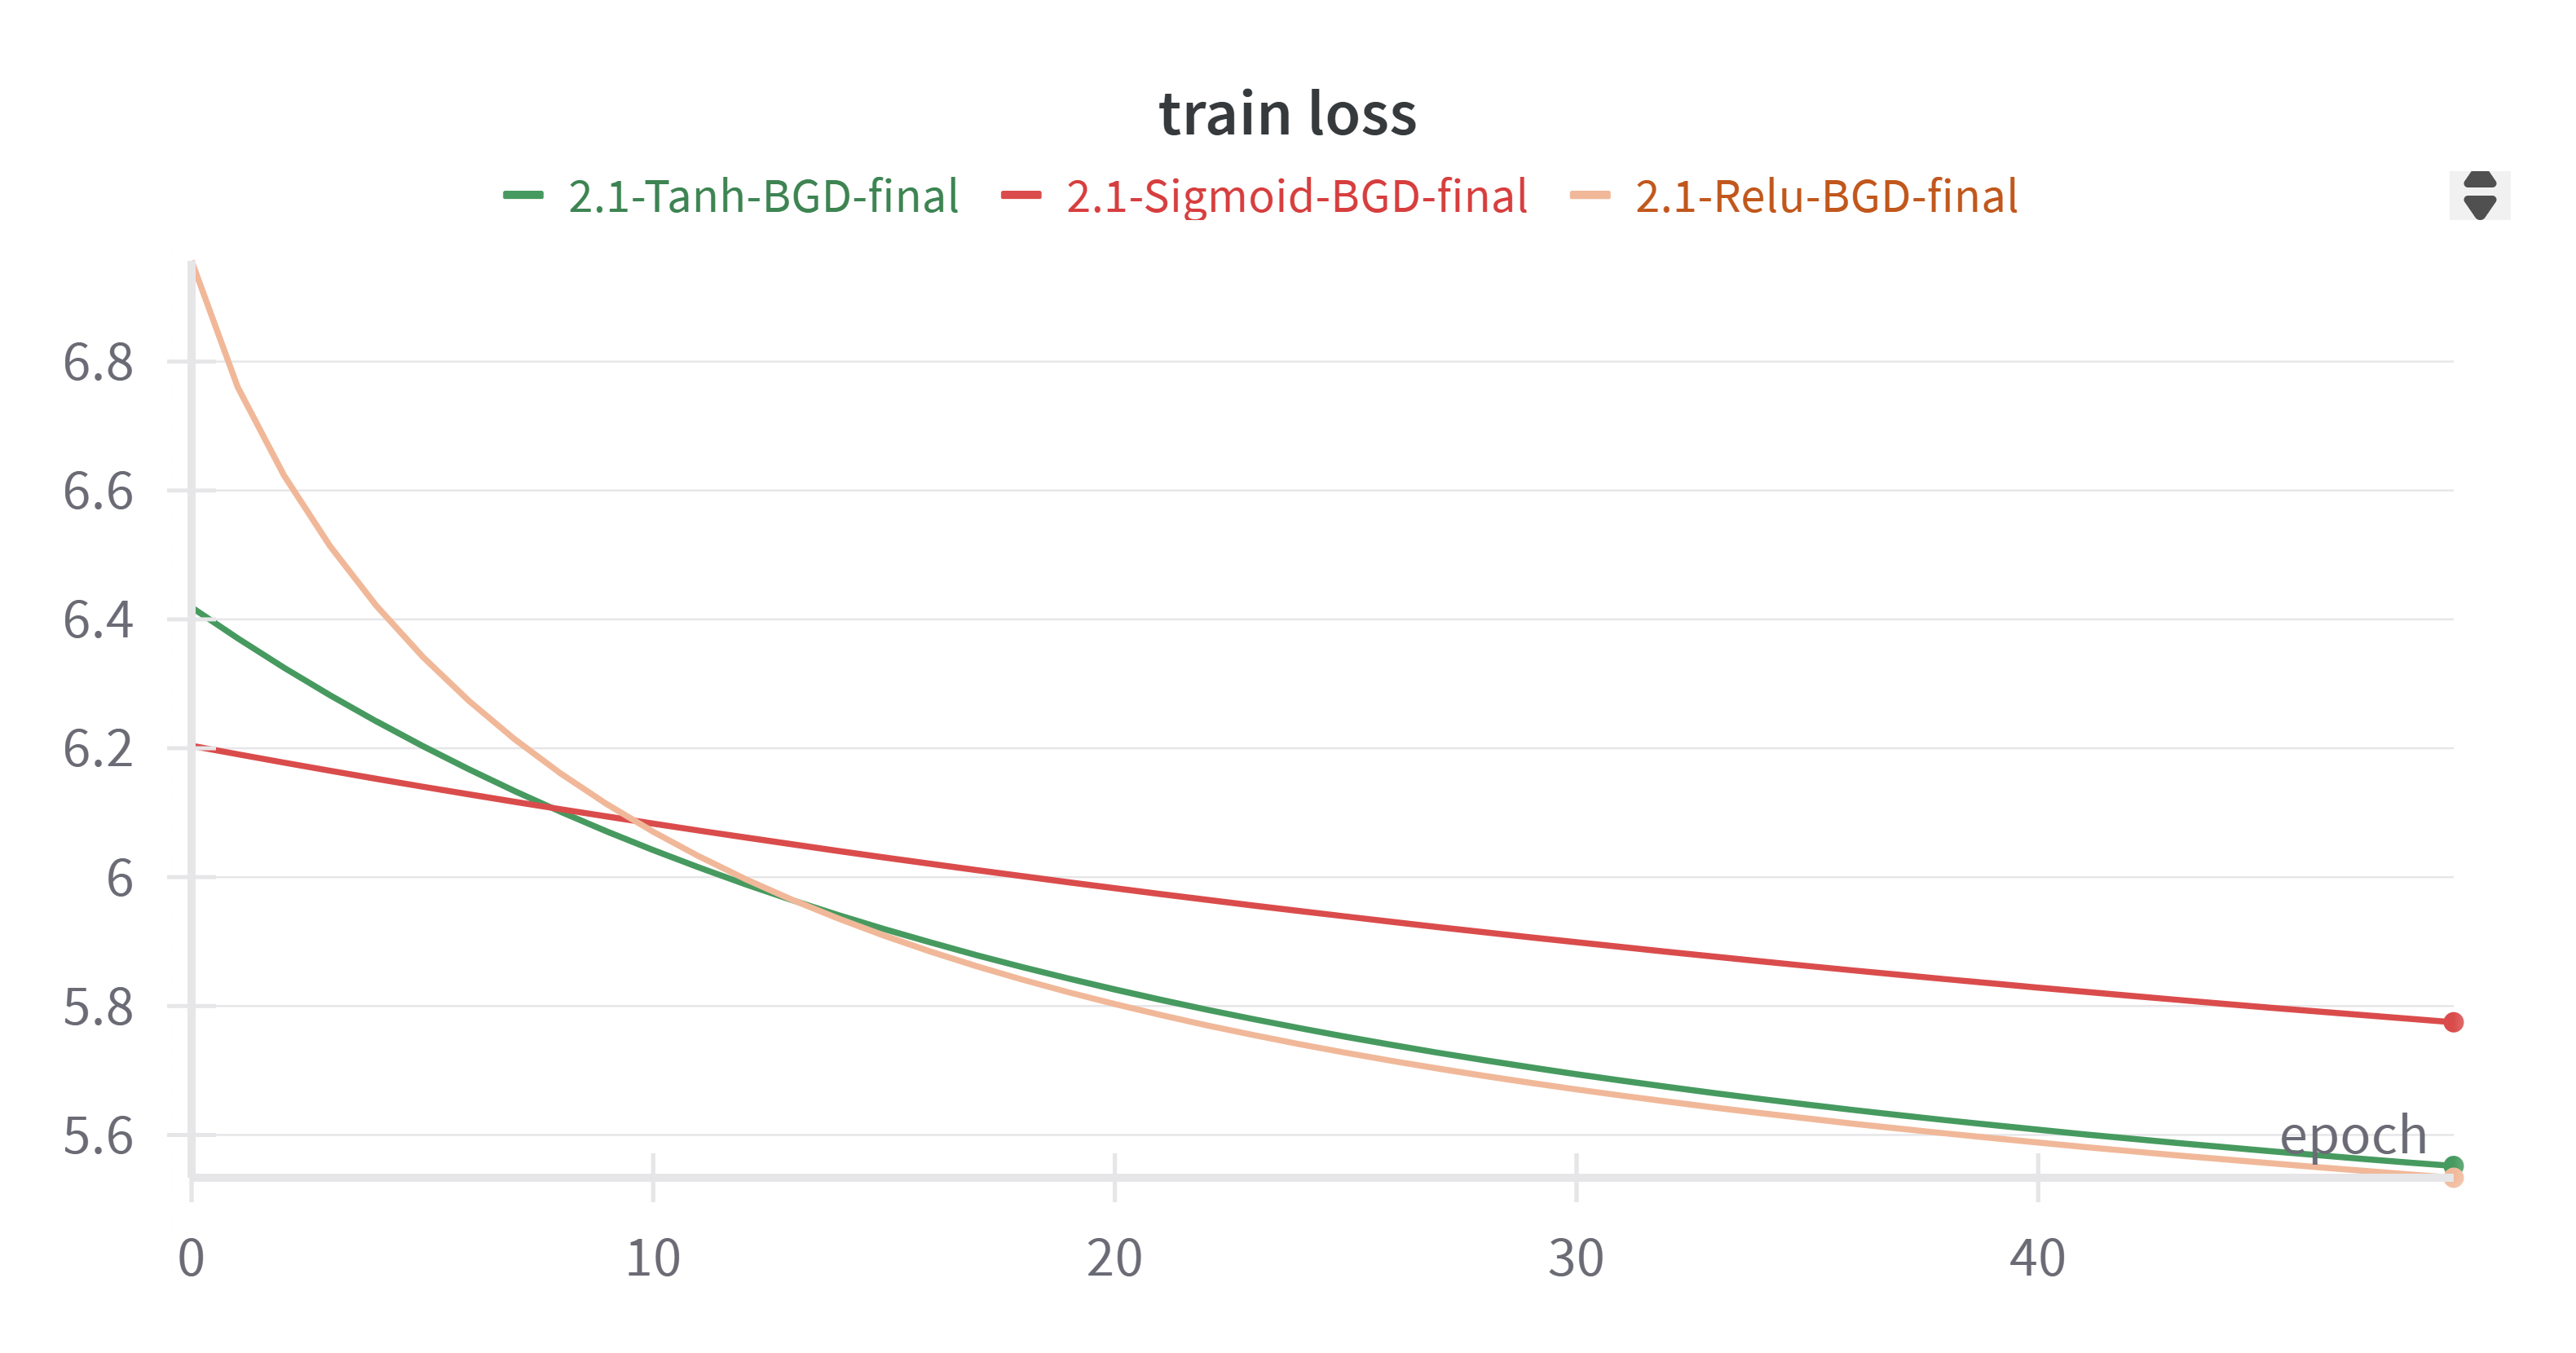 train loss
2.1-Tanh-BGD-final 2.1-Sigmoid-BGD-final 2.1-Relu-BGD-final
6.8
6.6
6.4
6.2
6
5.8
5.6
epoch
0 10 20 30 40